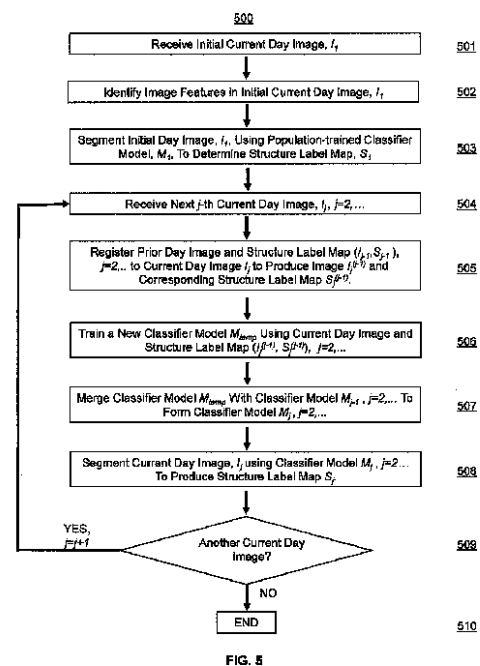 500
Receive Initial Current Day Image, I1
501
Identify Image Features in Initial Current Day Image, I1
502
Segment Initial Day Image, I1, Using Population-trained Classifier
Model, M1, To Determine Structure Label Map, S1
503
Receive Next j-th Current Day Image, Ij, j=2,...
504
Register Prior Day Image and Structure Label Map (Ij-1,Sj-1),
j=2,.. to Current Day Image Ij to Produce Image Ij(j-1) and
Corresponding Structure Label Map Sj(j-1).
505
Train a New Classifier Model Mtemp Using Current Day Image and
Structure Label Map (Ij(j-1), Sj(j-1)), j=2,...
506
Merge Classifier Model Mtemp With Classifier Model Mj-1, j=2,... To
Form Classifier Model Mj, j=2,...
507
Segment Current Day Image, Ij using Classifier Model Mj, j=2...
To Produce Structure Label Map Sj
508
YES,
j=j+1
Another Current Day
Image?
509
NO
END
510
FIG. 5